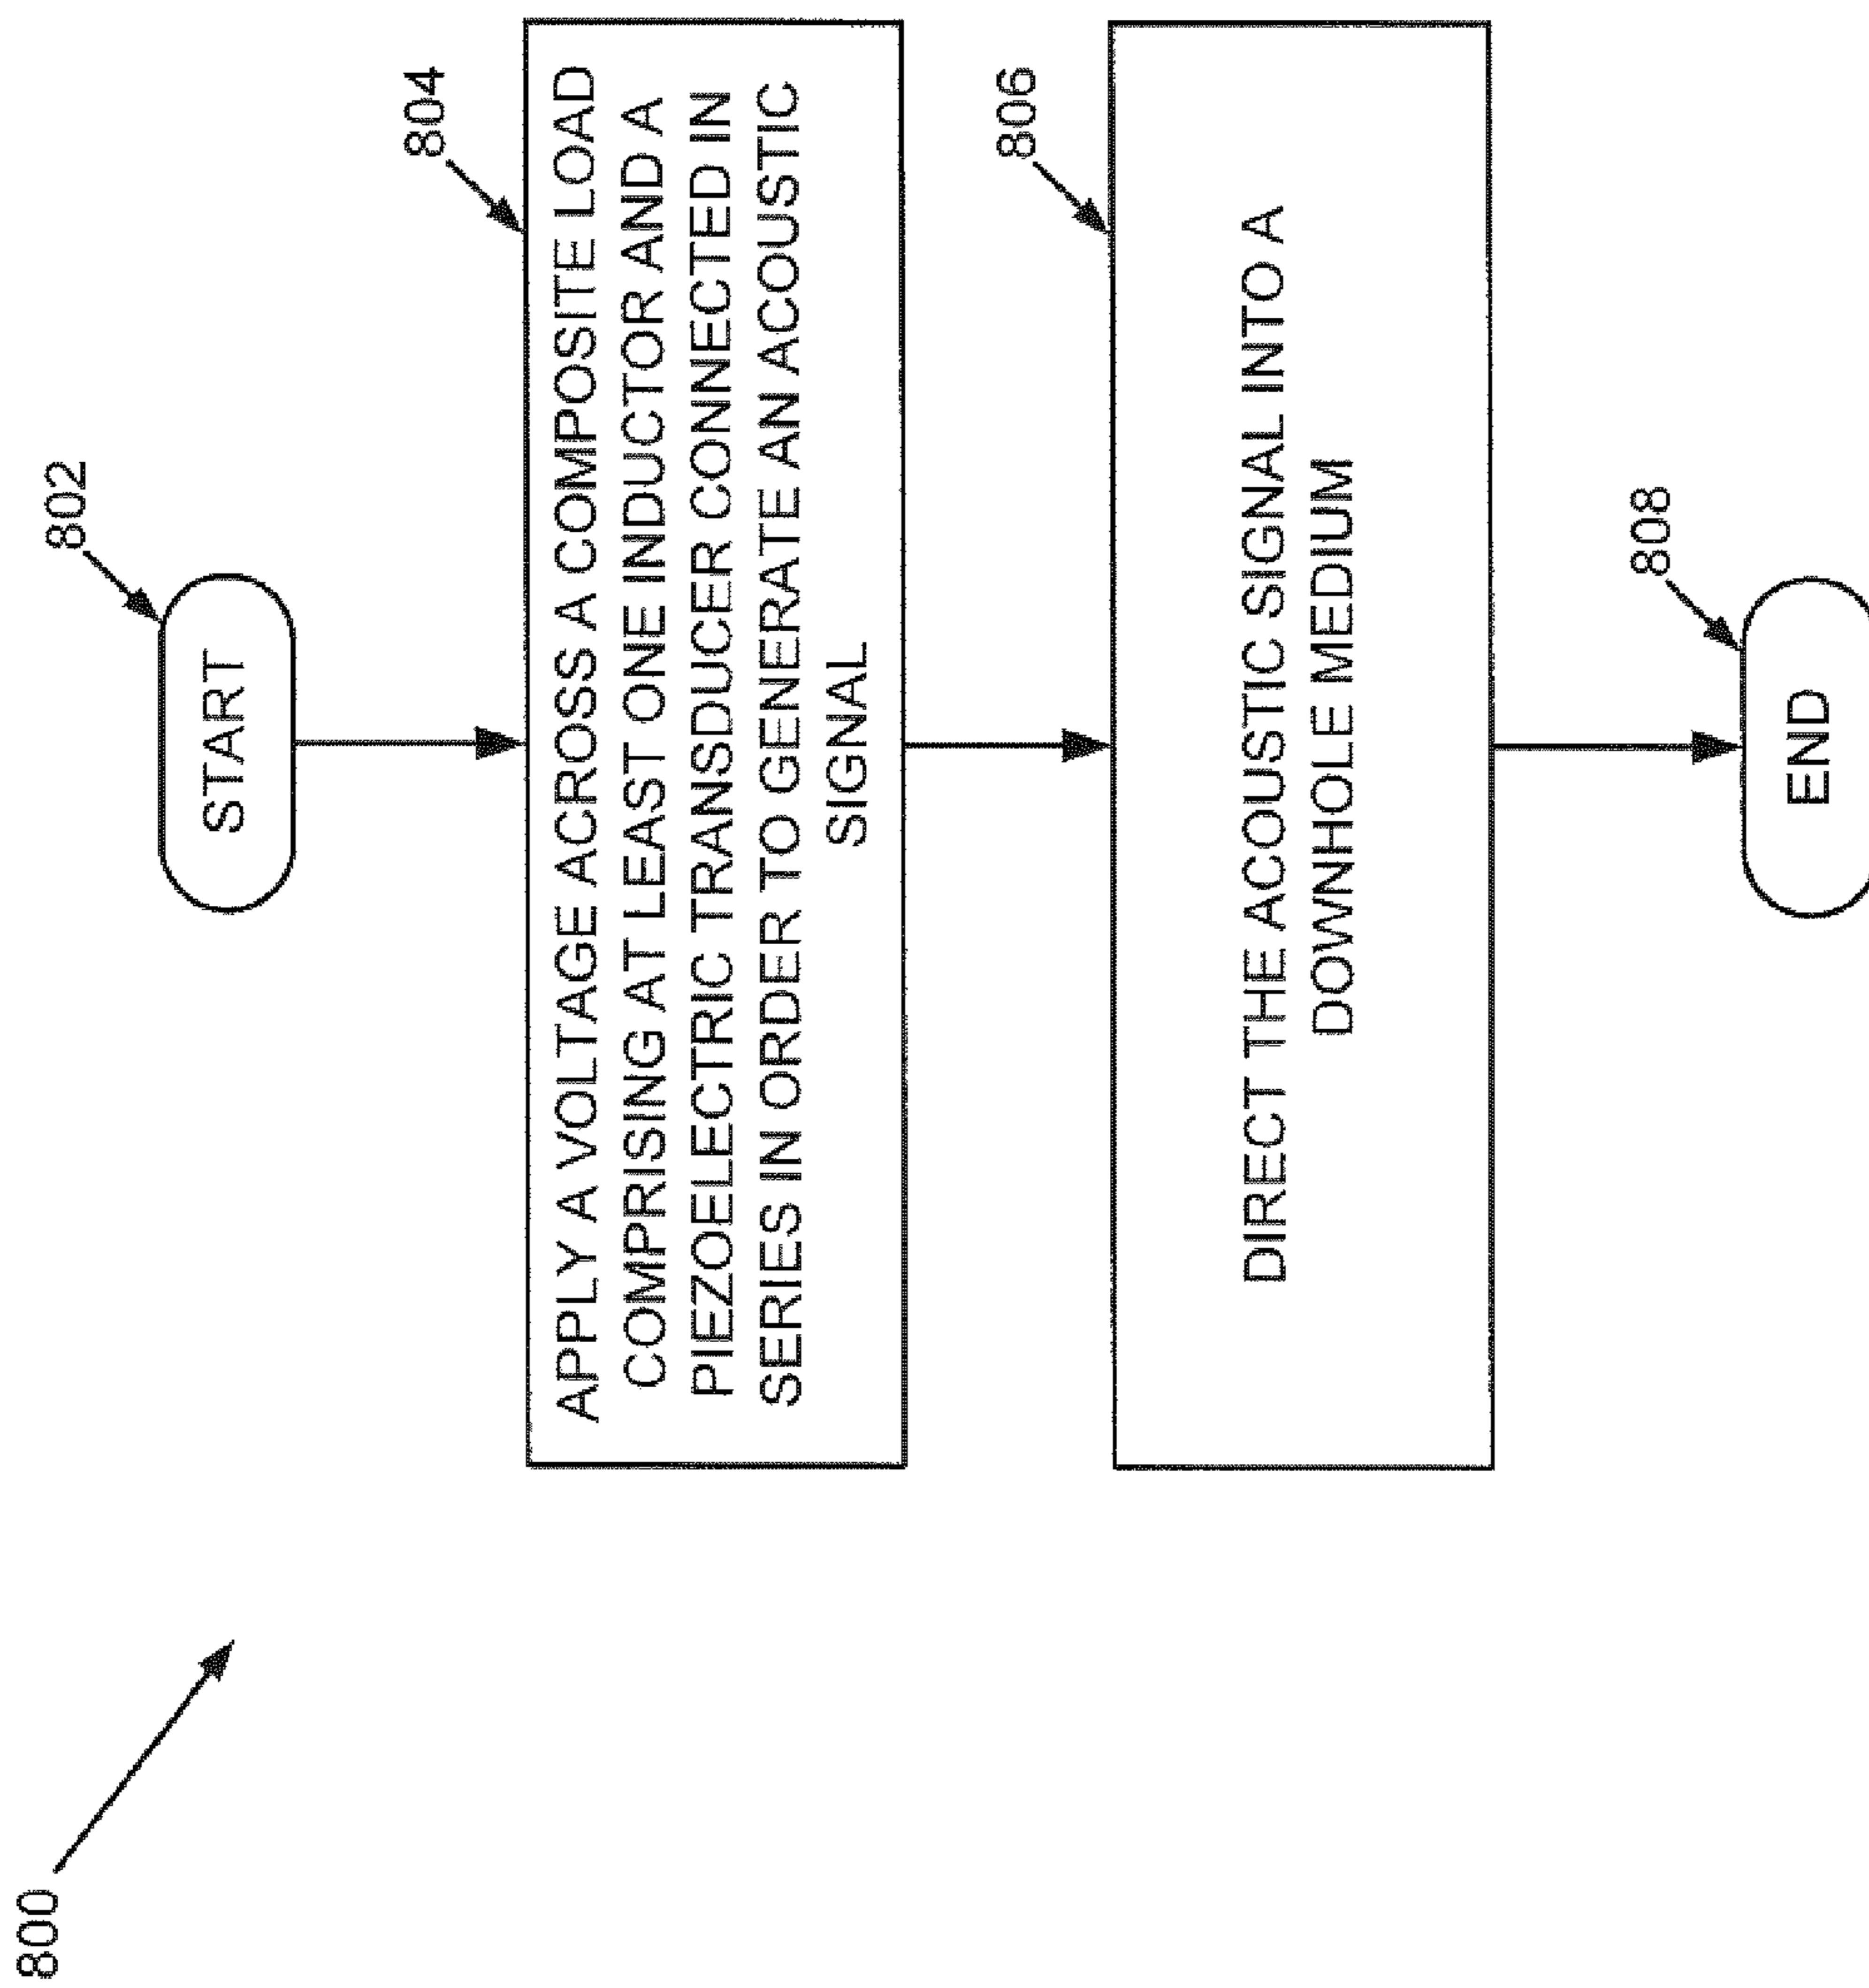 800
802
START
804
APPLY A VOLTAGE ACROSS A COMPOSITE LOAD
COMPRISING AT LEAST ONE INDUCTOR AND A
PIEZOELECTRIC TRANSDUCER CONNECTED IN
SERIES IN ORDER TO GENERATE AN ACOUSTIC
SIGNAL
806
DIRECT THE ACOUSTIC SIGNAL INTO A
DOWNHOLE MEDIUM
808
END